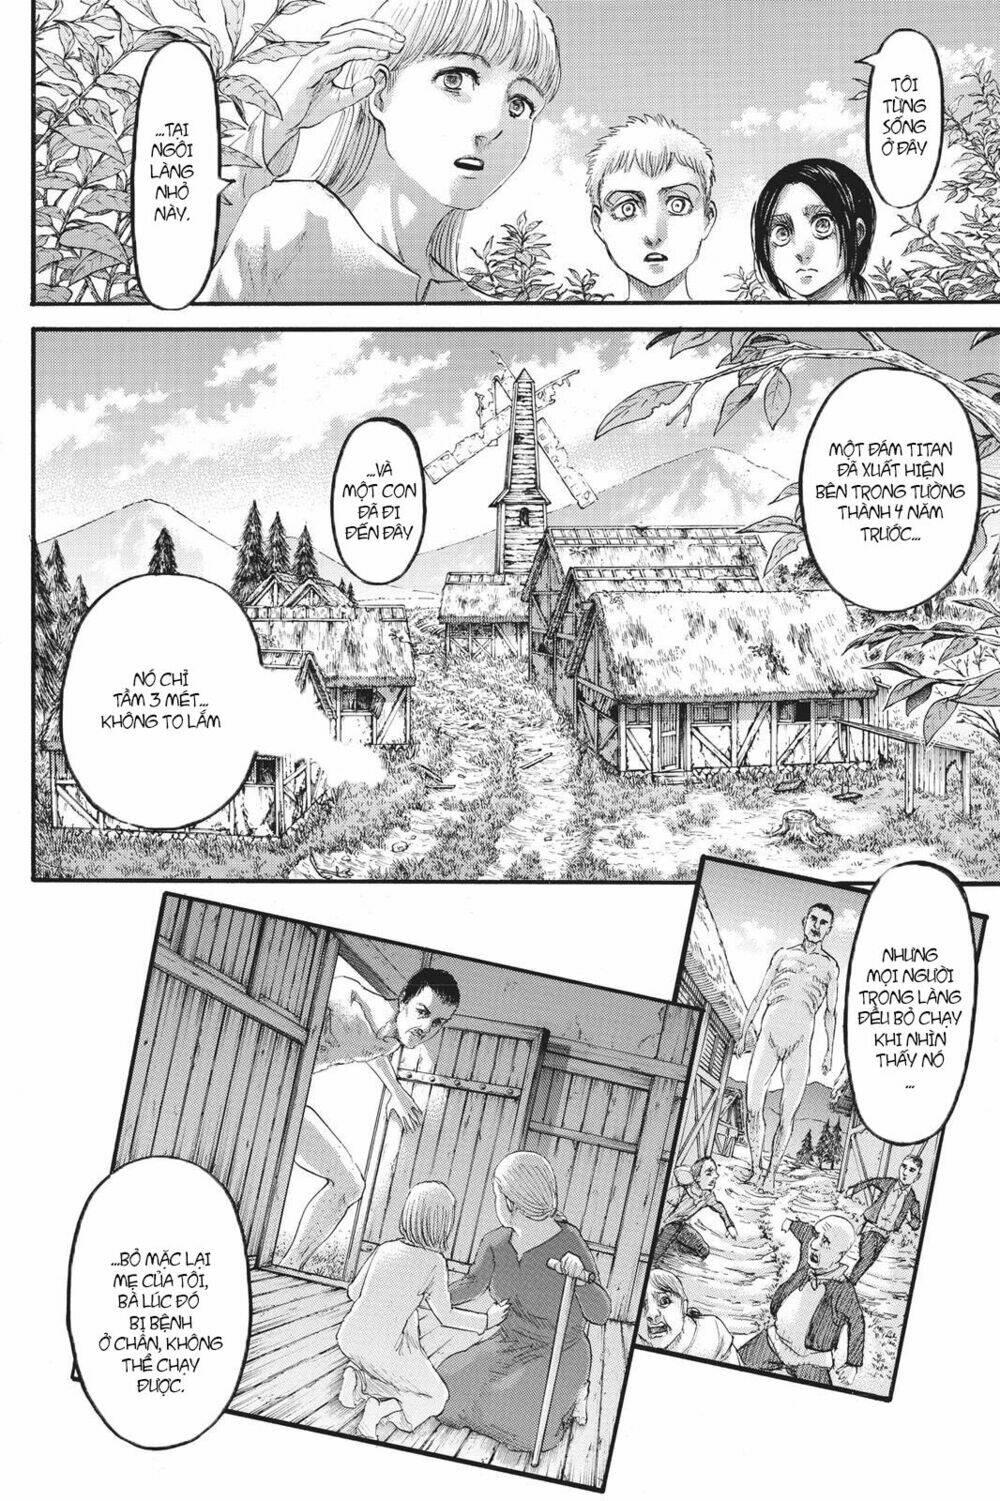 TÔI
TỪNG
SỐNG
Ở ĐÂY
...TẠI
NGÔI
LÀNG
NHỎ
NÀY.
MỘT ĐÁM TITAN
ĐÃ XUẤT HIỆN
BÊN TRONG TƯỜNG
THÀNH 4 NĂM
TRƯỚC...
...VÀ
MỘT CON
ĐÃ ĐI
ĐẾN ĐÂY
NÓ CHỈ
TẦM 3 MÉT...
KHÔNG TO LẮM
NHƯNG
MỌI NGƯỜI
TRONG LÀNG
ĐỀU BỎ CHẠY
KHI NHÌN
THẤY NÓ
...
...BỎ MẶC LẠI
MẸ CỦA TÔI,
BÀ LÚC ĐÓ
BỊ BỆNH
Ở CHÂN, KHÔNG
THỂ CHẠY
ĐƯỢC.